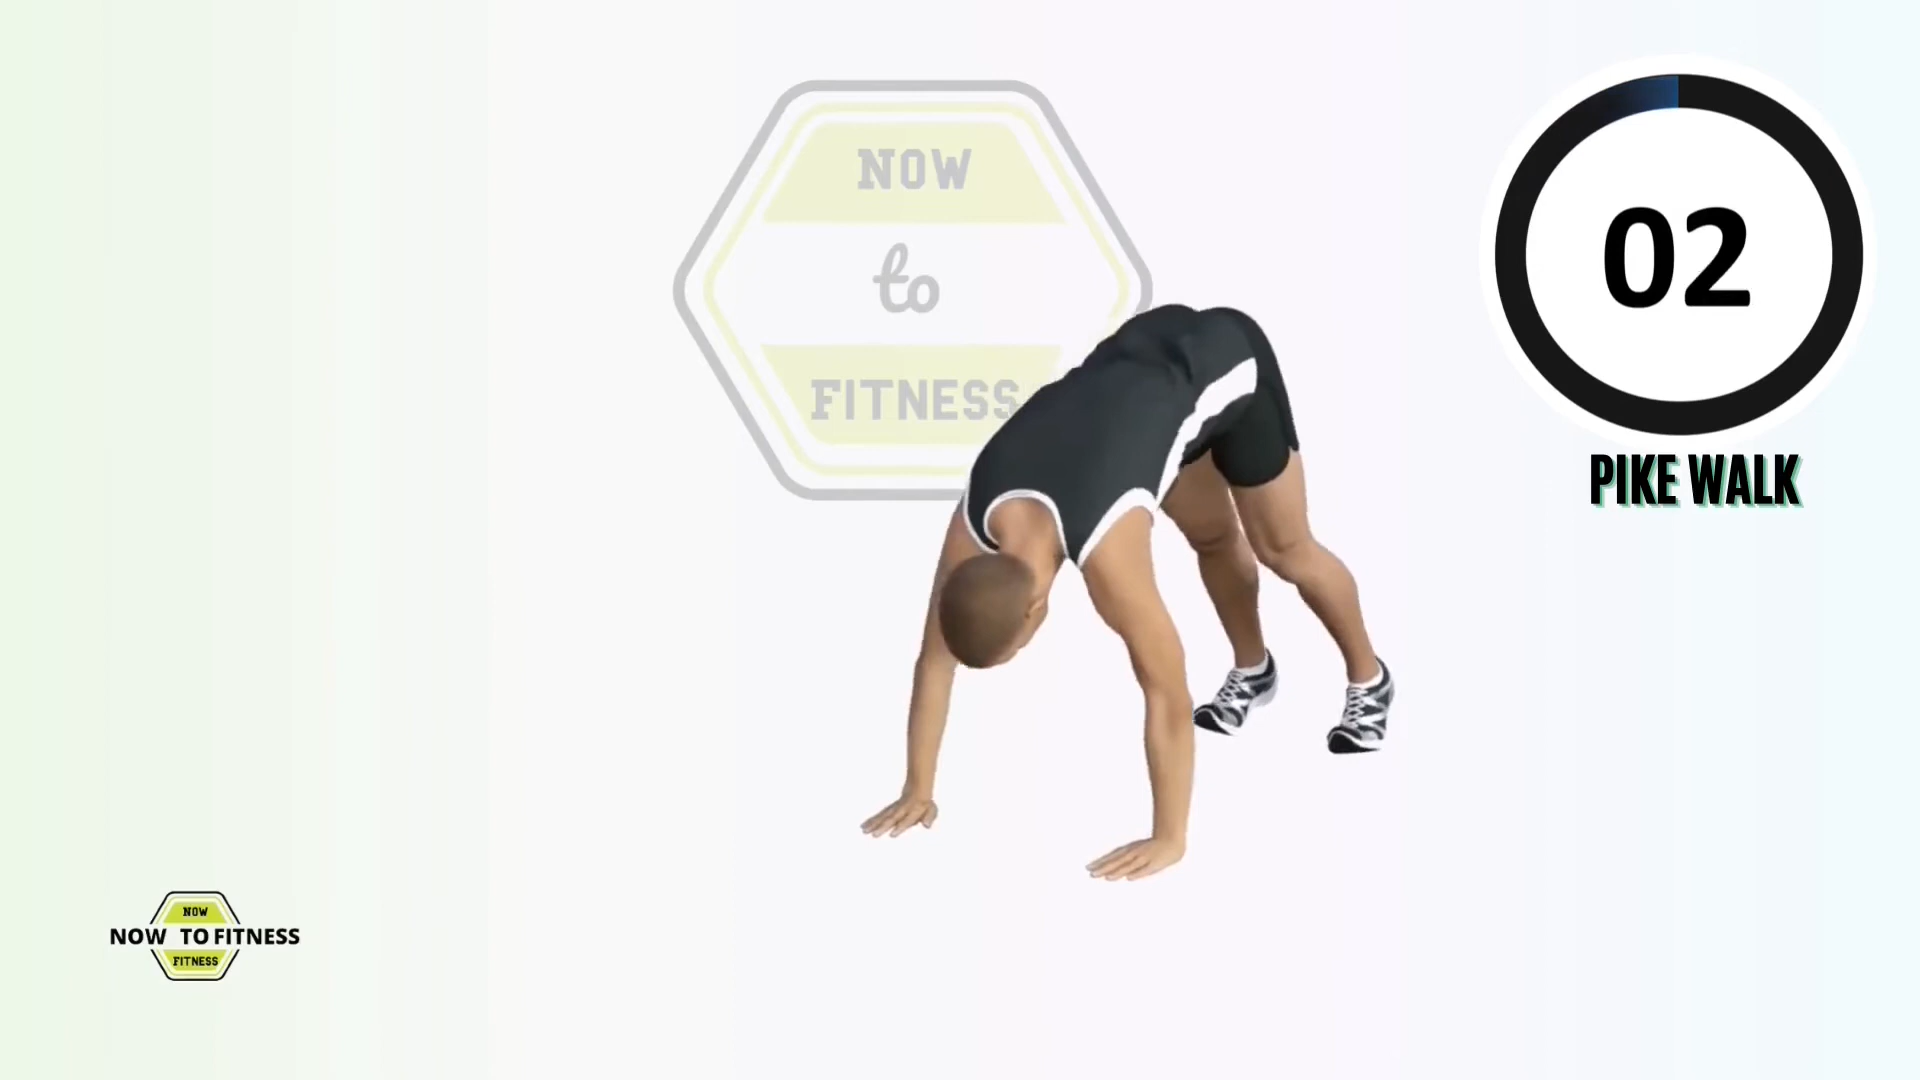 NOW
to
FITNESS
02
PIKE WALK
NOW
NOW TO FITNESS
FITNESS